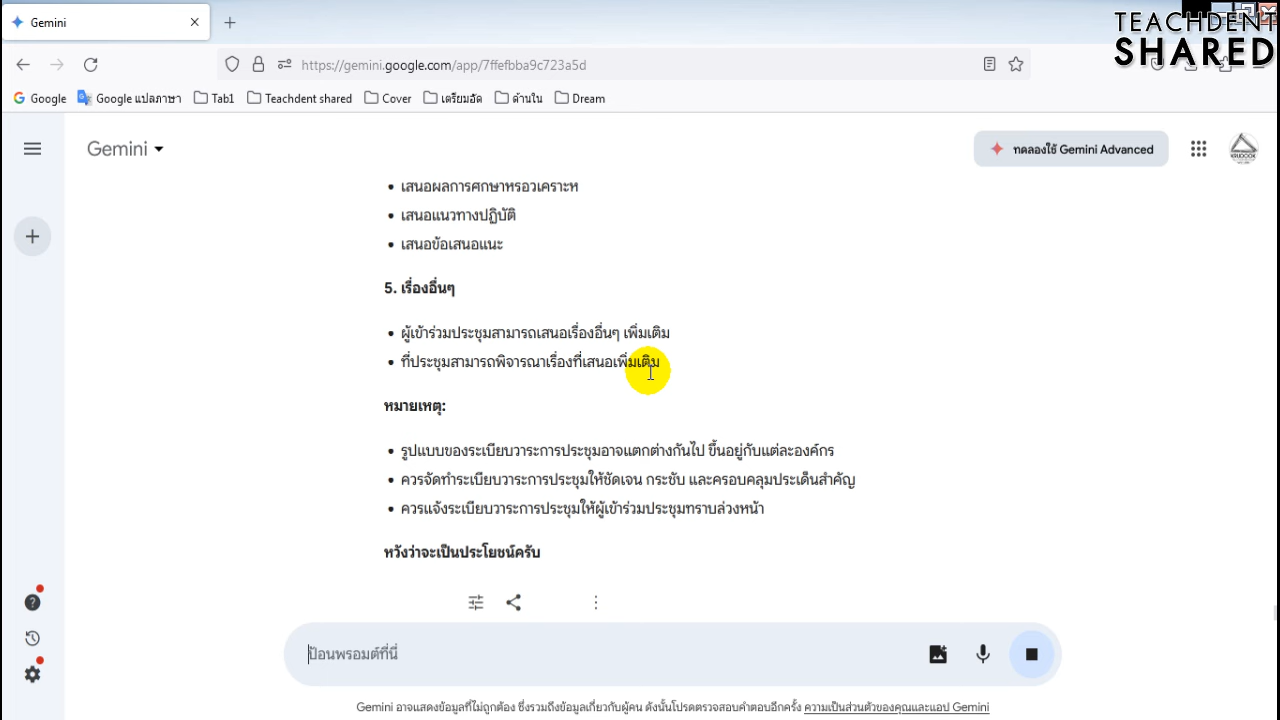 Gemini
TEACHDENT
SHARED
https://gemini.google.com/app/7ffefbba9c723a5d
Google
Google แปลภาษา
Tab1
Teachdent shared
Cover
เตรียมอัด
ด้านใน
Dream
Gemini
ทดลองใช้ Gemini Advanced
เสนอผลการศึกษาหรือวิเคราะห์
เสนอแนวทางปฏิบัติ
เสนอข้อเสนอแนะ
5. เรื่องอื่นๆ
ผู้เข้าร่วมประชุมสามารถเสนอเรื่องอื่นๆ เพิ่มเติม
ที่ประชุมสามารถพิจารณาเรื่องที่เสนอเพิ่มเติม
หมายเหตุ:
รูปแบบของระเบียบวาระการประชุมอาจแตกต่างกันไป ขึ้นอยู่กับแต่ละองค์กร
ควรจัดทำระเบียบวาระการประชุมให้ชัดเจน กระชับ และครอบคลุมประเด็นสำคัญ
ควรแจ้งระเบียบวาระการประชุมให้ผู้เข้าร่วมประชุมทราบล่วงหน้า
หวังว่าจะเป็นประโยชน์ครับ
ป้อนพรอมต์ที่นี่
Gemini อาจแสดงข้อมูลที่ไม่ถูกต้อง ซึ่งรวมถึงข้อมูลเกี่ยวกับผู้คน ดังนั้นโปรดตรวจสอบคำตอบอีกครั้ง ความเป็นส่วนตัวของคุณและแอป Gemini